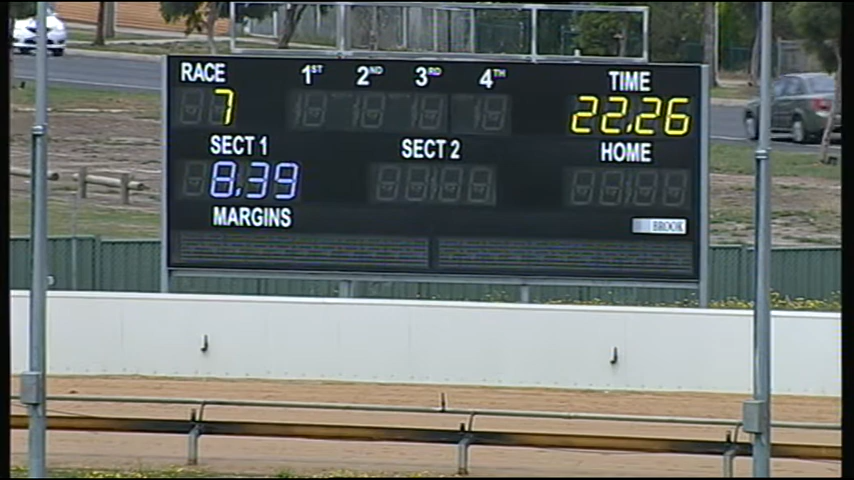 RACE 1ST 2ND 3RD 4TH TIME
7 22.26
SECT 1 SECT 2 HOME
8.39
MARGINS
BROOK